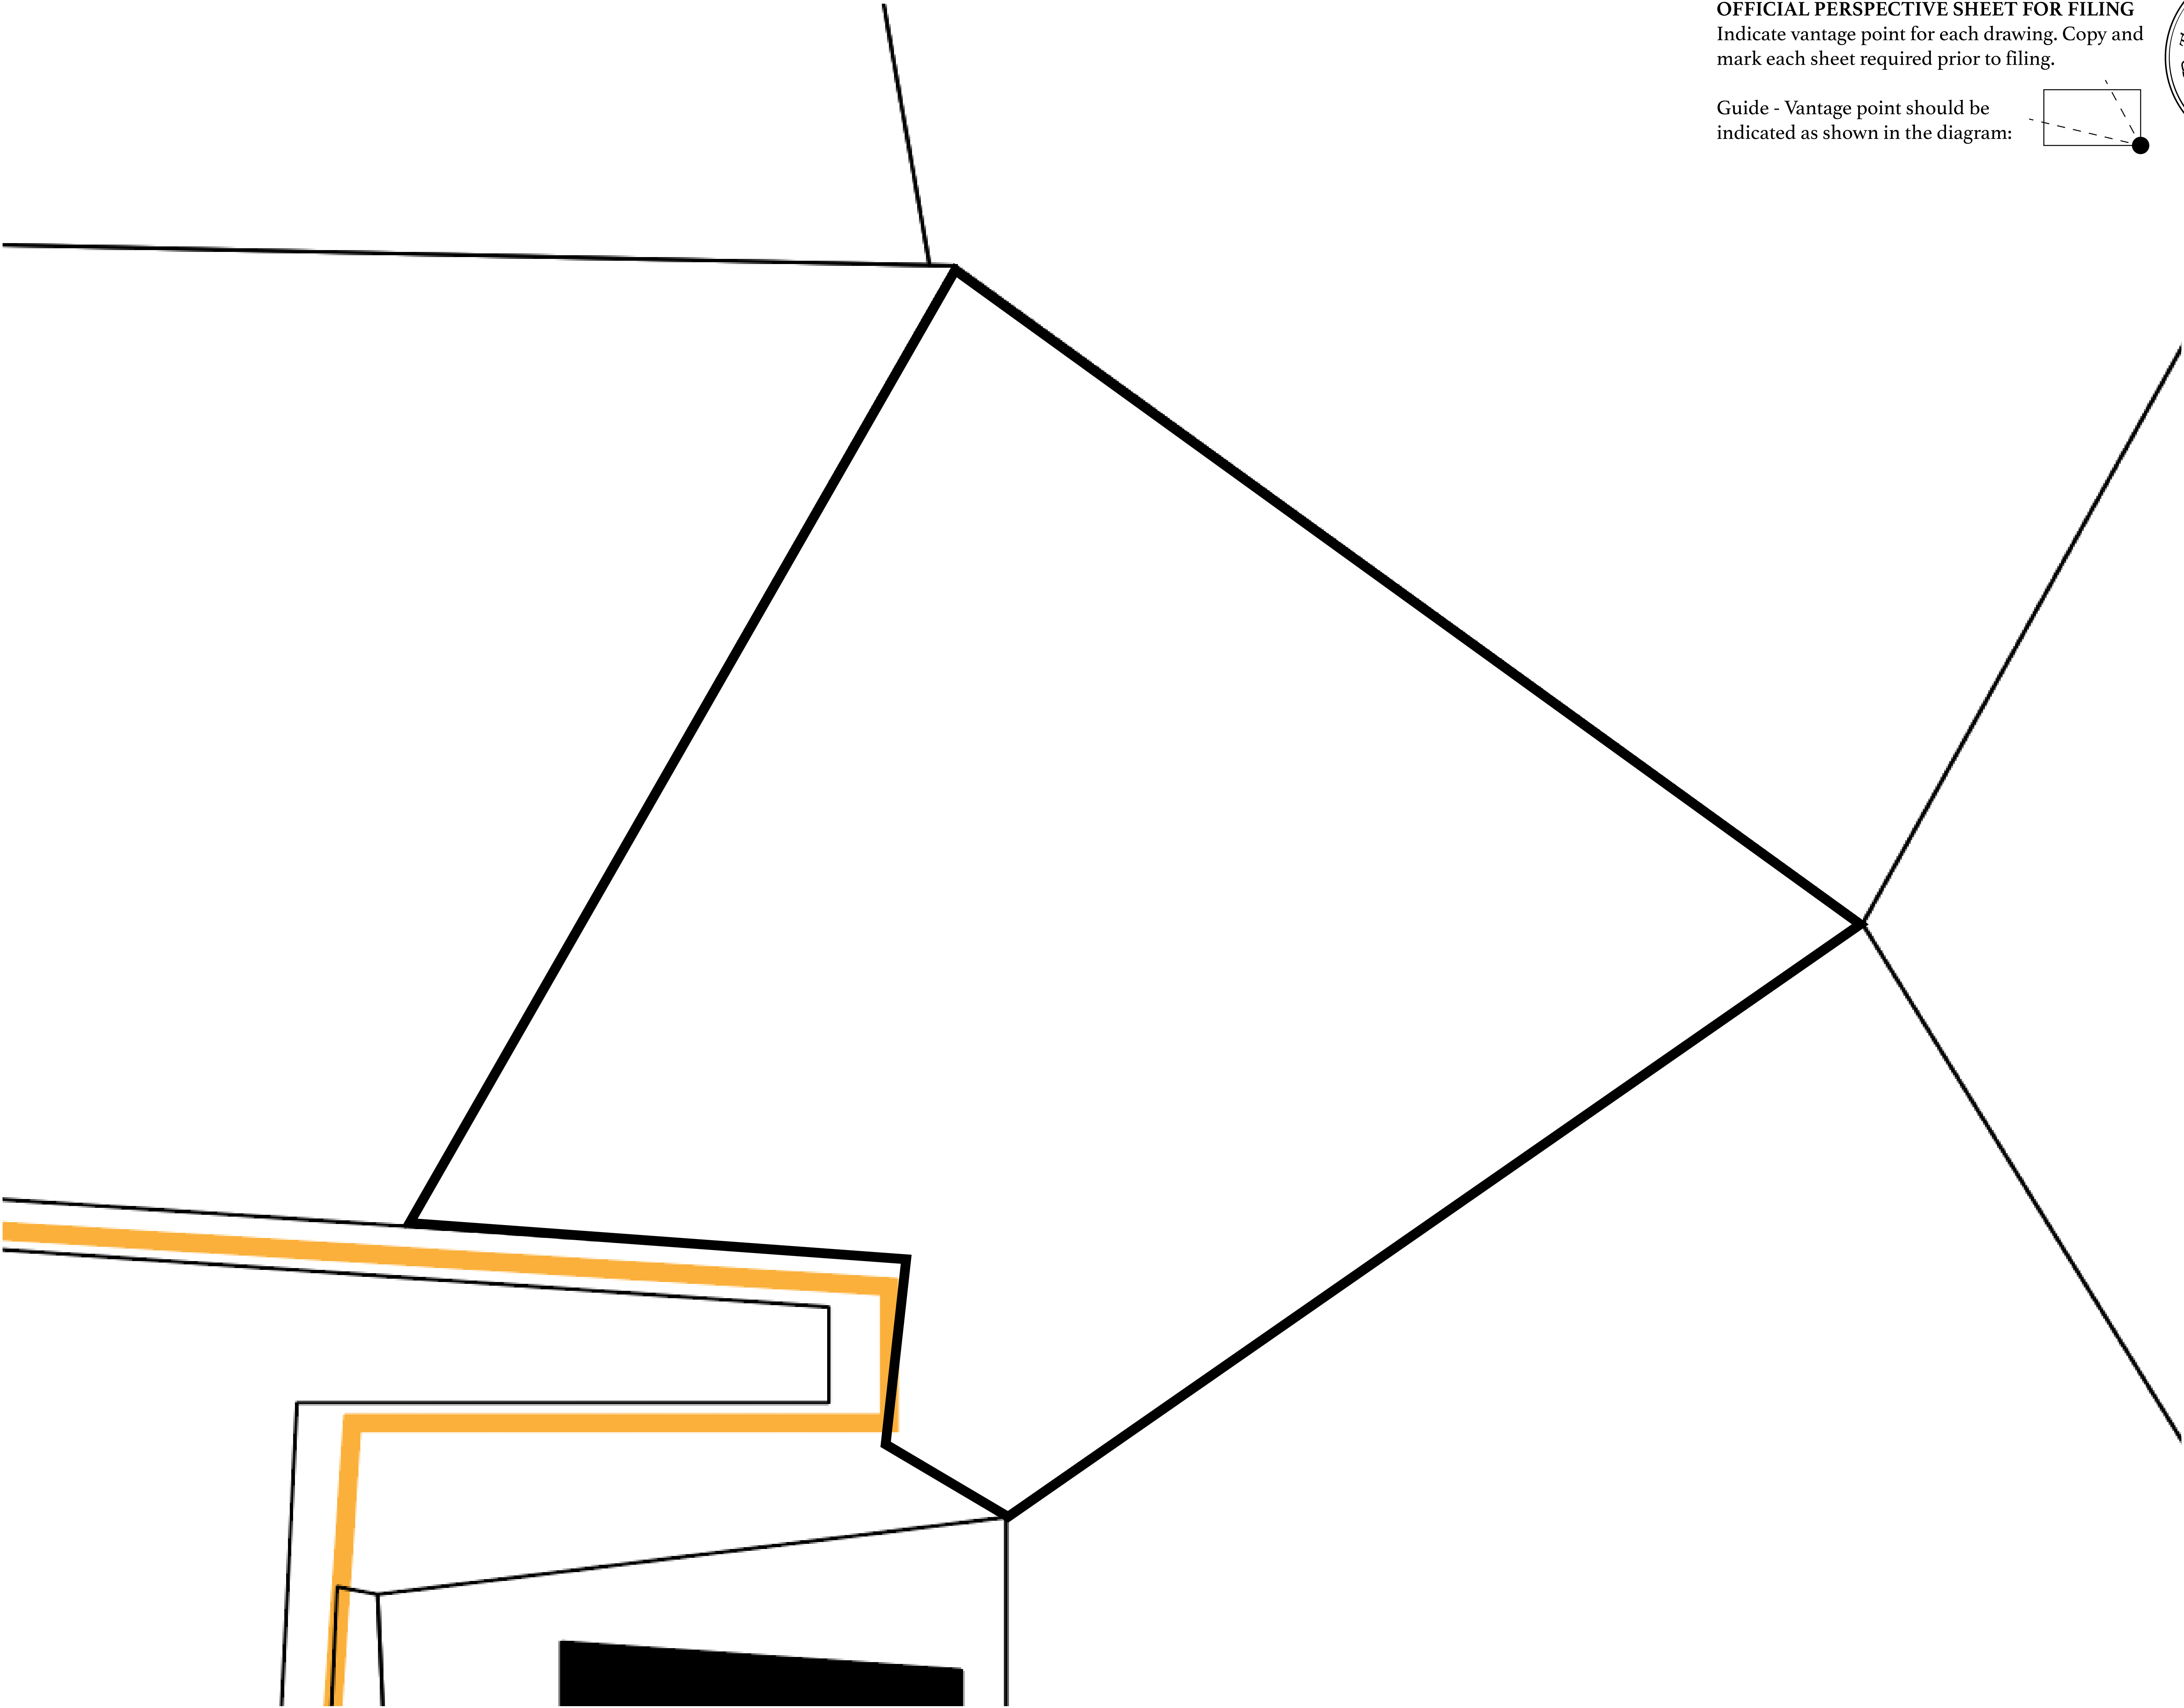 OFFICIAL PERSPECTIVE SHEET FOR FILING
Indicate vantage point for each drawing. Copy and
mark each sheet required prior to filing.
Guide - Vantage point should be
indicated as shown in the diagram: